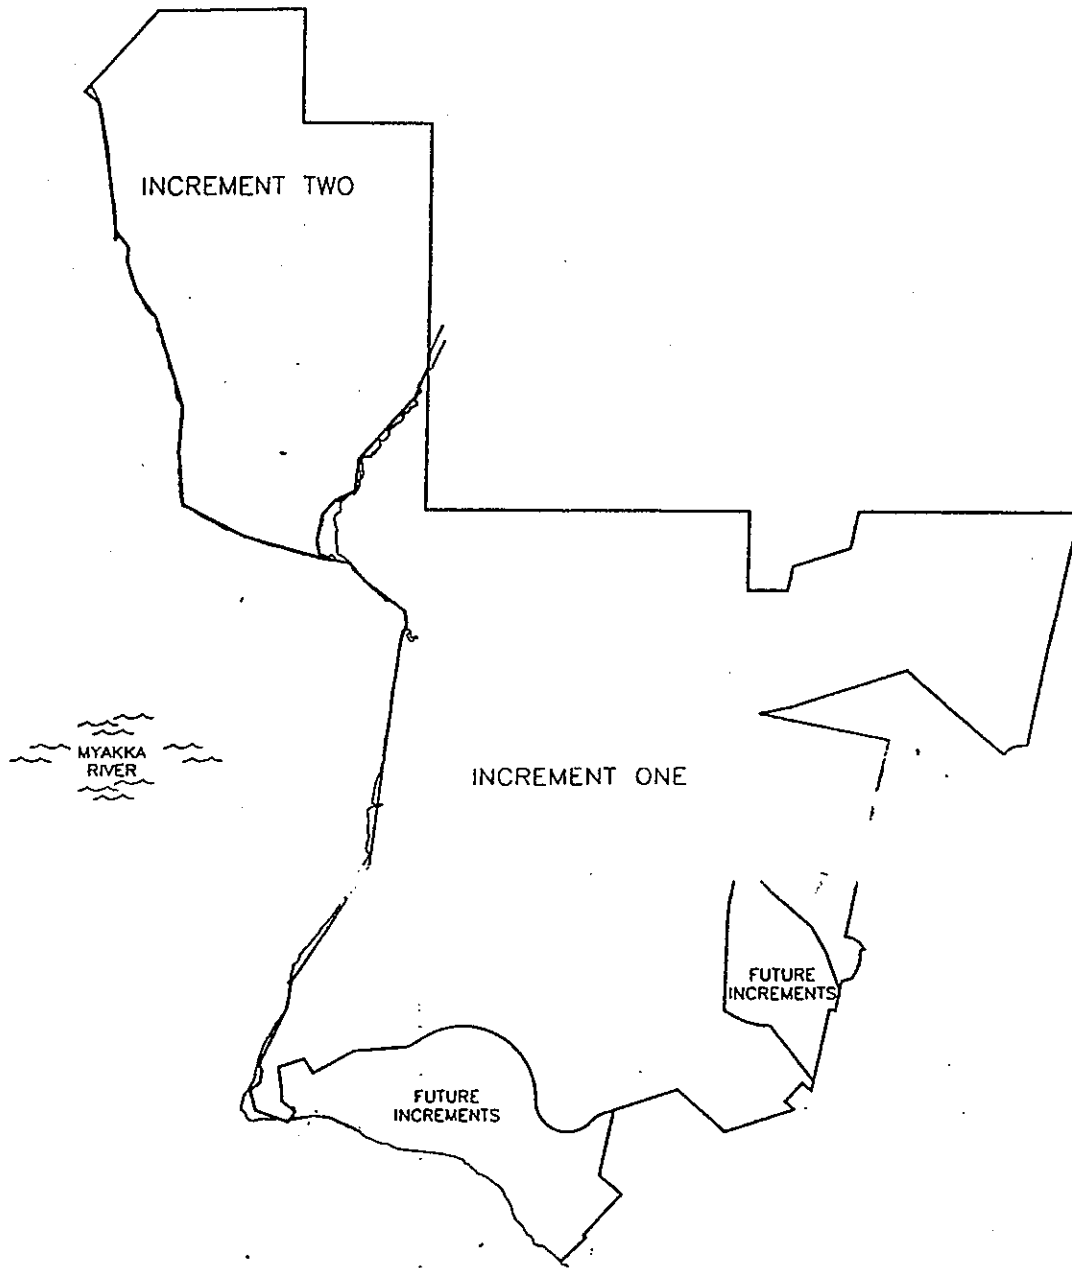 INCREMENT TWO
MYAKKA
RIVER
INCREMENT ONE
FUTURE
INCREMENTS
FUTURE
INCREMENTS